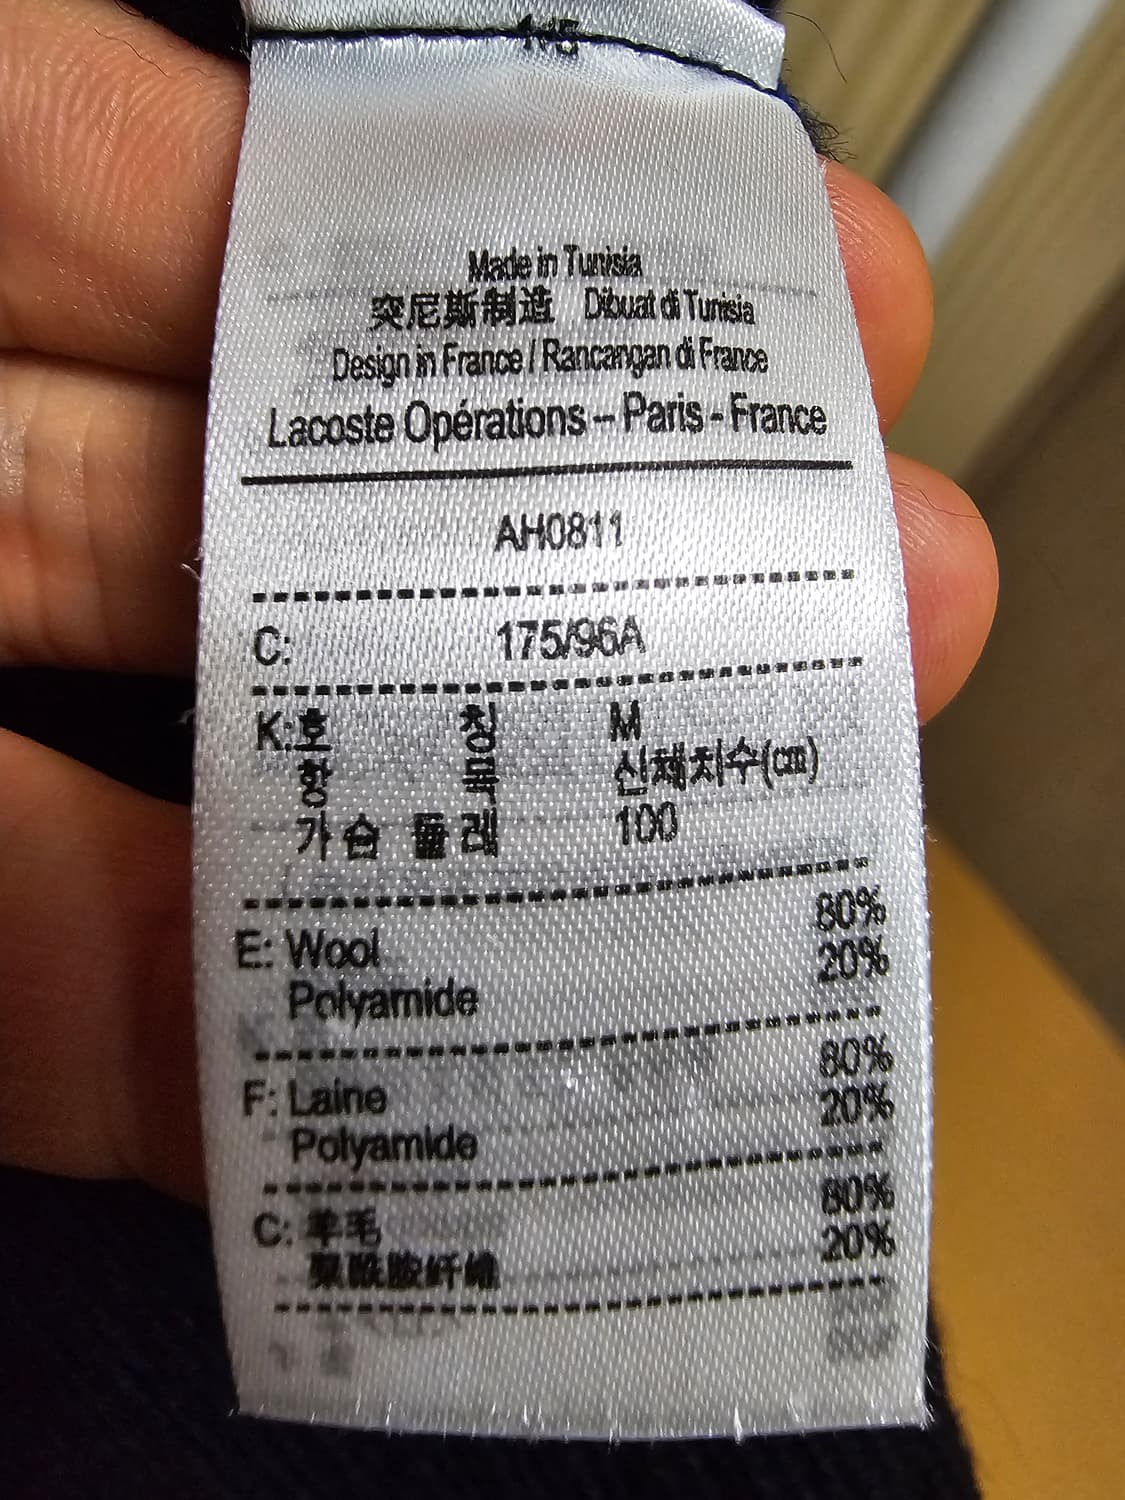 1/5
Made in Tunisia
突尼斯制造 Dibuat di Tunisia
Design in France / Rancangan di France
Lacoste Opérations – Paris - France
AH0811
C: 175/96A
K:호 칭 M
항 목 신체치수(cm)
가슴 둘레 100
E: Wool 80%
Polyamide 20%
F: Laine 80%
Polyamide 20%
C: 羊毛 80%
聚酰胺纤维 20%